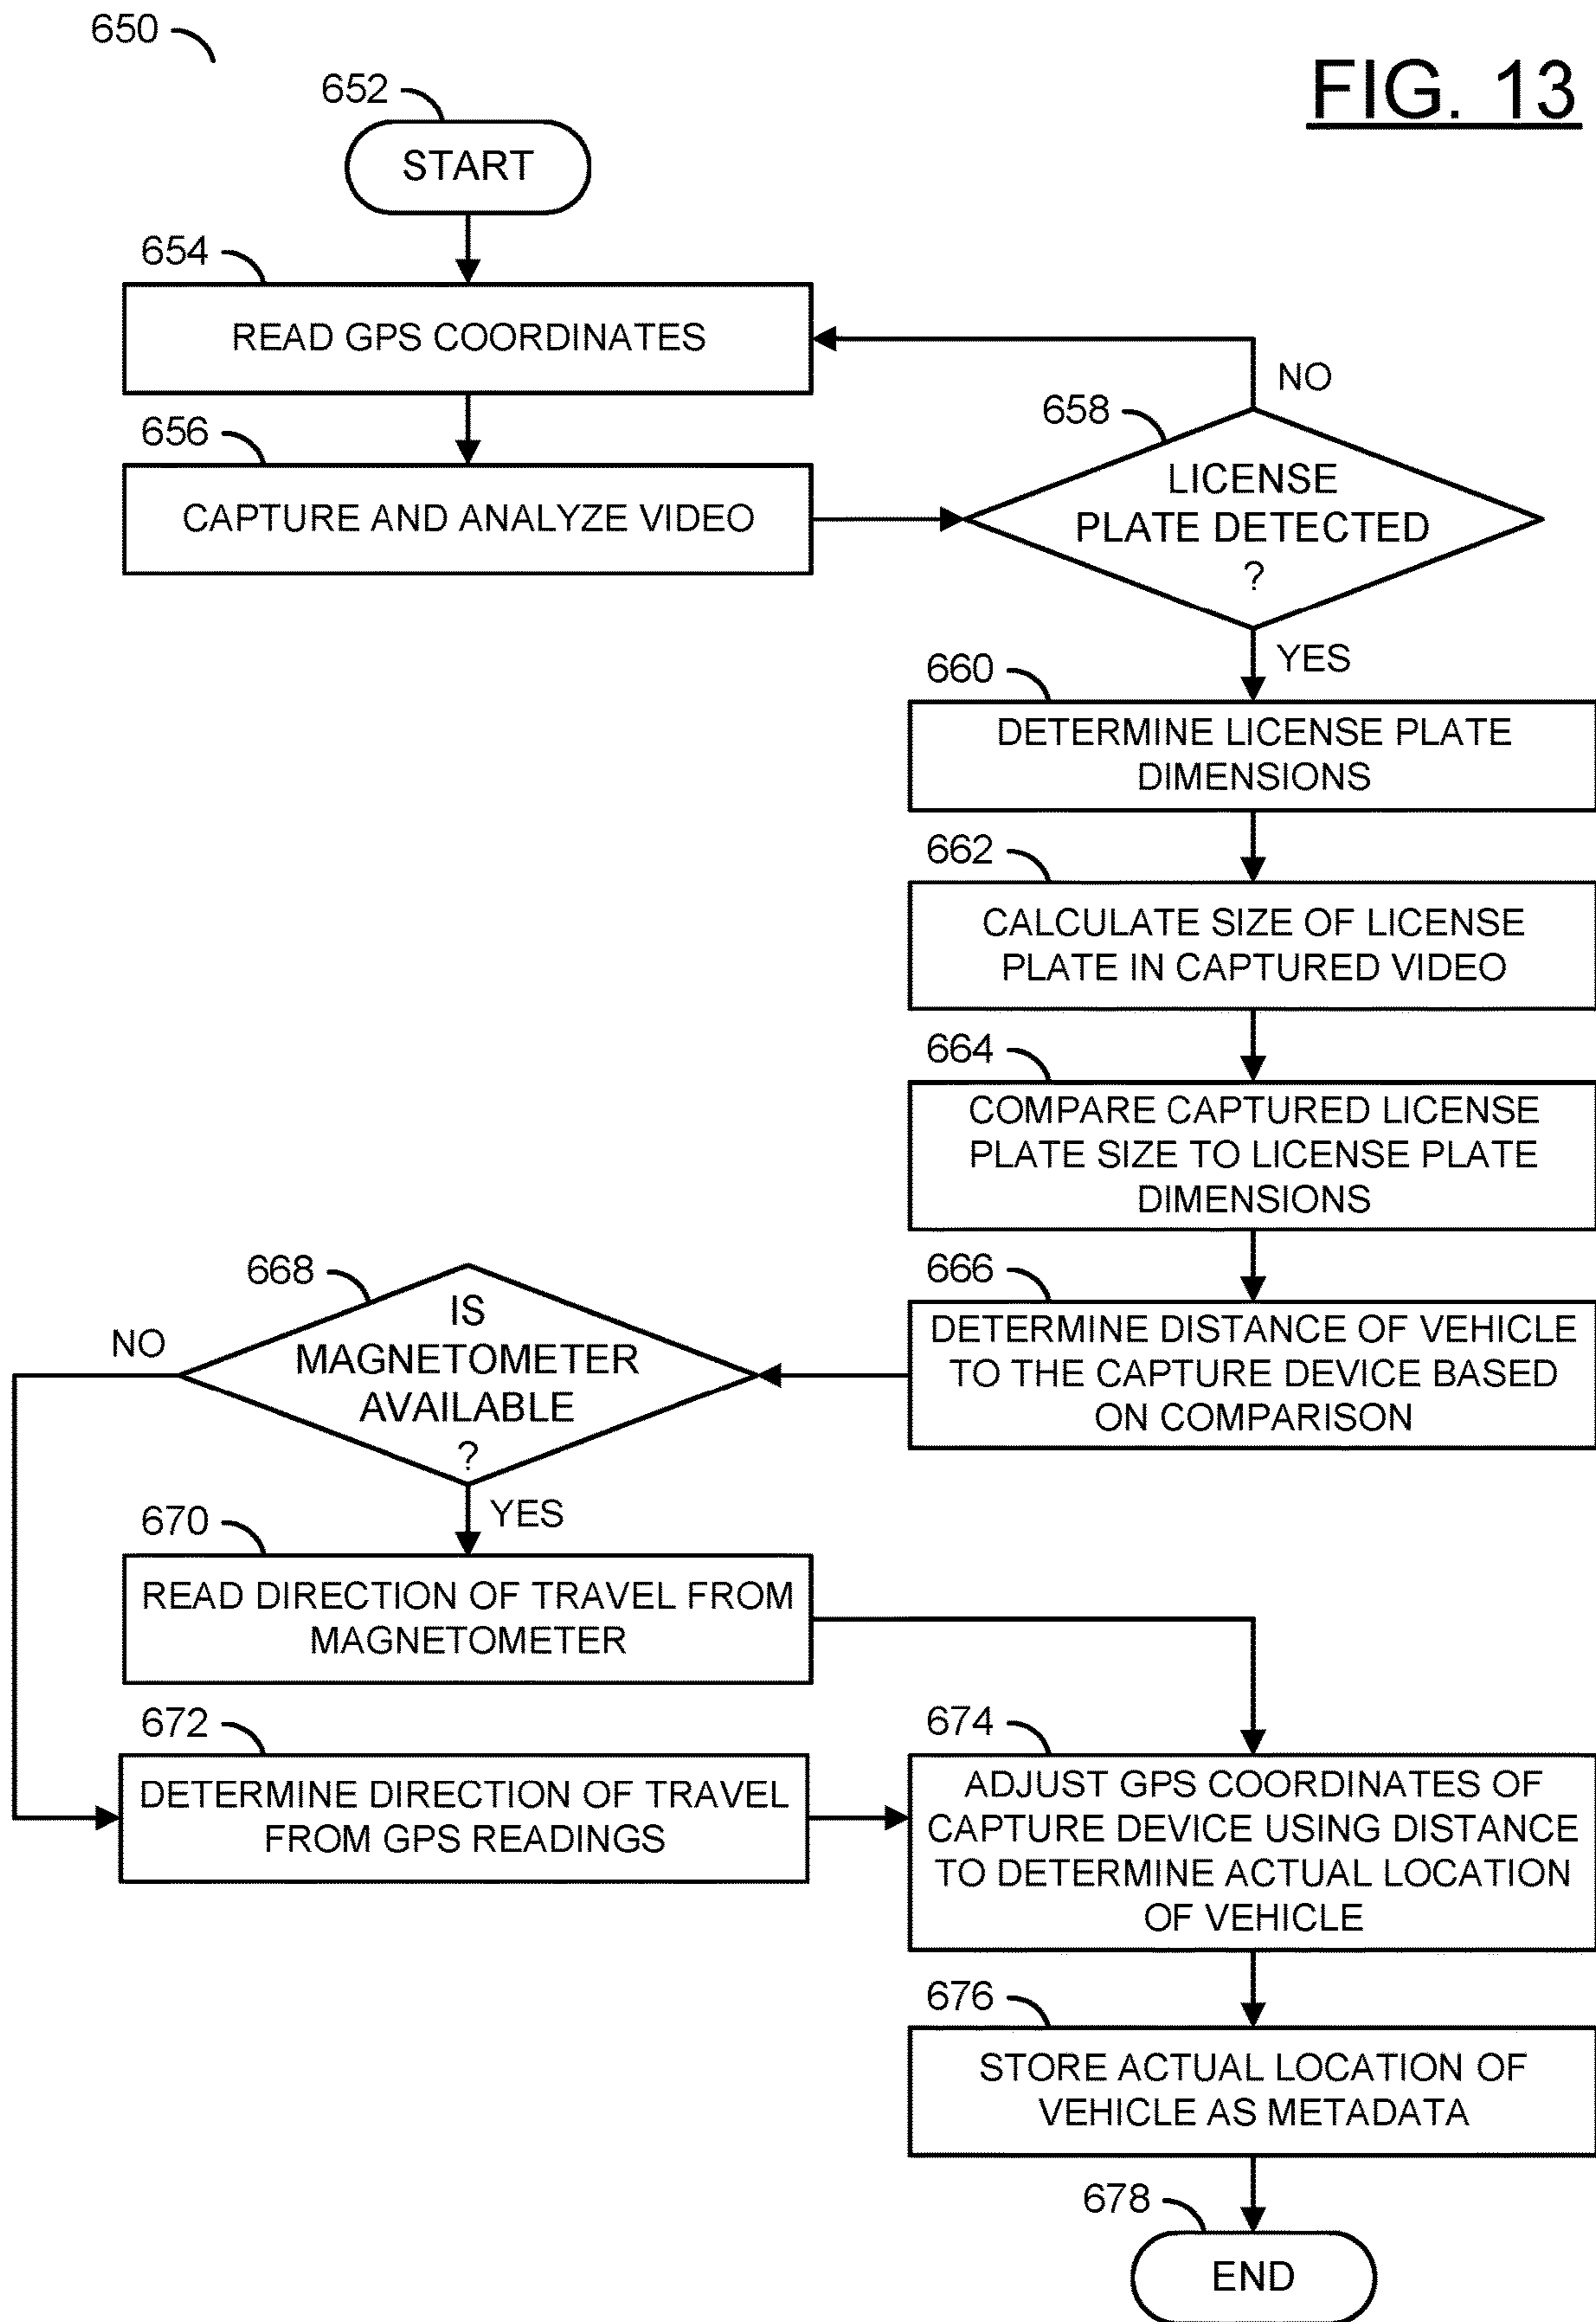 650
FIG. 13
652
START
654
READ GPS COORDINATES
NO
656
CAPTURE AND ANALYZE VIDEO
658
LICENSE
PLATE DETECTED
?
YES
660
DETERMINE LICENSE PLATE
DIMENSIONS
662
CALCULATE SIZE OF LICENSE
PLATE IN CAPTURED VIDEO
664
COMPARE CAPTURED LICENSE
PLATE SIZE TO LICENSE PLATE
DIMENSIONS
666
DETERMINE DISTANCE OF VEHICLE
TO THE CAPTURE DEVICE BASED
ON COMPARISON
668
IS
MAGNETOMETER
AVAILABLE
?
NO
YES
670
READ DIRECTION OF TRAVEL FROM
MAGNETOMETER
672
DETERMINE DIRECTION OF TRAVEL
FROM GPS READINGS
674
ADJUST GPS COORDINATES OF
CAPTURE DEVICE USING DISTANCE
TO DETERMINE ACTUAL LOCATION
OF VEHICLE
676
STORE ACTUAL LOCATION OF
VEHICLE AS METADATA
678
END